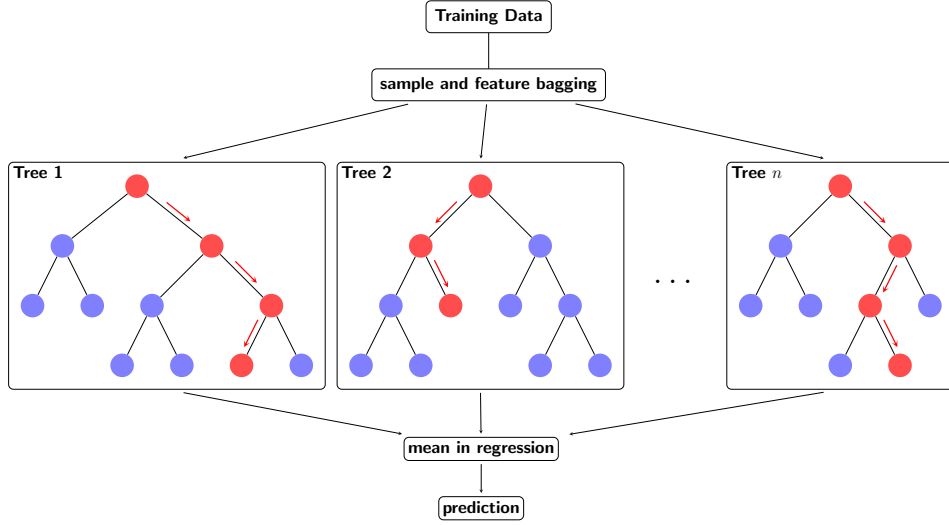 Training Data
sample and feature bagging
Tree 1
Tree 2
Tree n
. . .
mean in regression
prediction